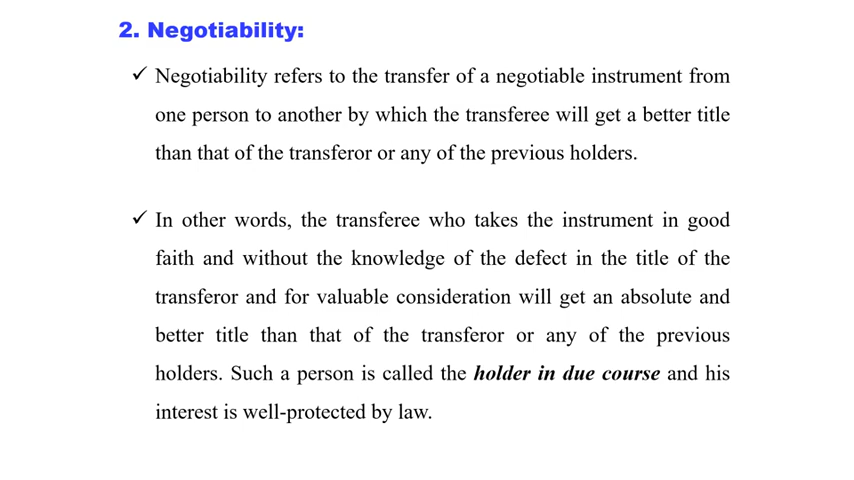 2. Negotiability:
✓ Negotiability refers to the transfer of a negotiable instrument from
one person to another by which the transferee will get a better title
than that of the transferor or any of the previous holders.
✓ In other words, the transferee who takes the instrument in good
faith and without the knowledge of the defect in the title of the
transferor and for valuable consideration will get an absolute and
better title than that of the transferor or any of the previous
holders. Such a person is called the holder in due course and his
interest is well-protected by law.